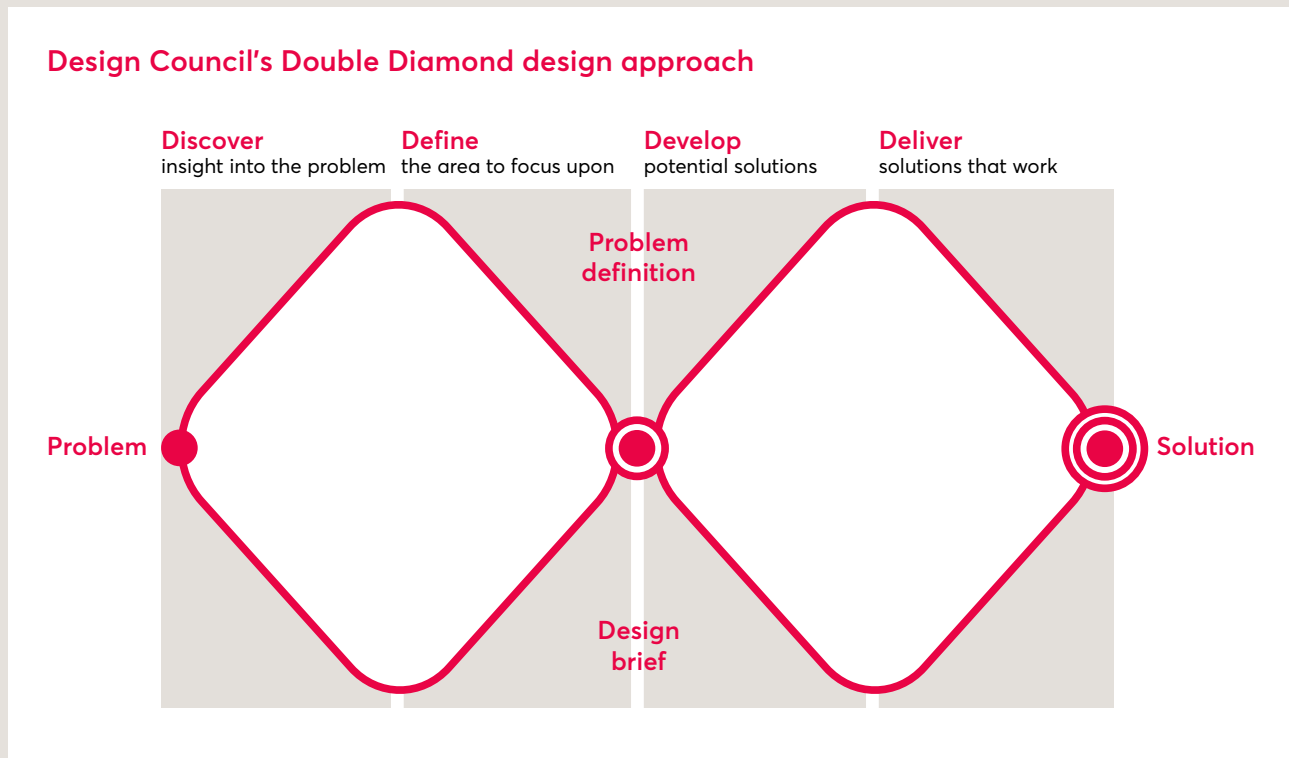 Design Council's Double Diamond design approach
Discover
insight into the problem
Define
the area to focus upon
Develop
potential solutions
Deliver
solutions that work
Problem
definition
Problem
Solution
Design
brief